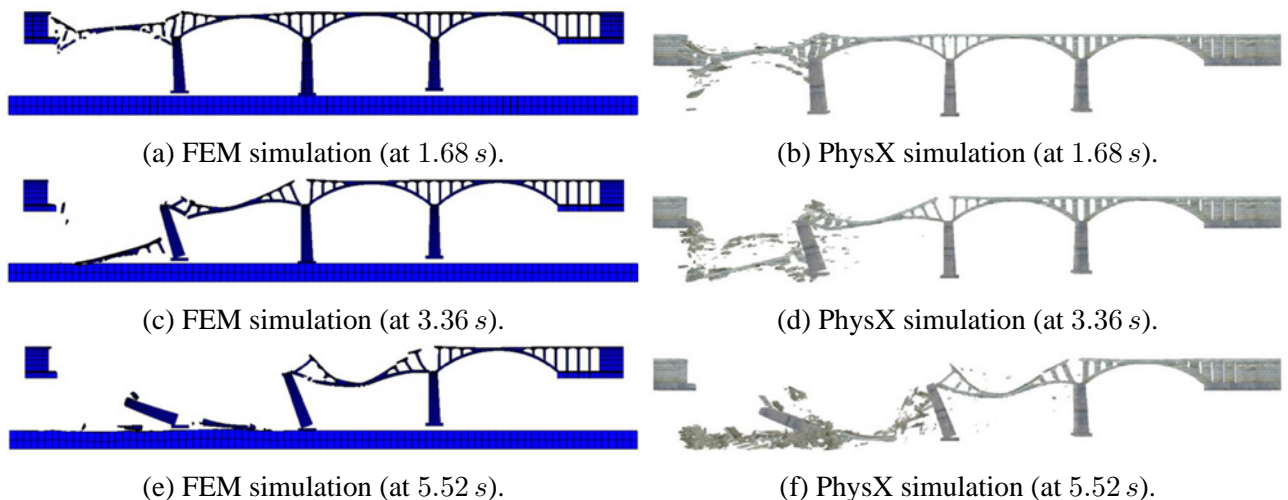 (a) FEM simulation (at 1.68 s).
(b) PhysX simulation (at 1.68 s).
(c) FEM simulation (at 3.36 s).
(d) PhysX simulation (at 3.36 s).
(e) FEM simulation (at 5.52 s).
(f) PhysX simulation (at 5.52 s).